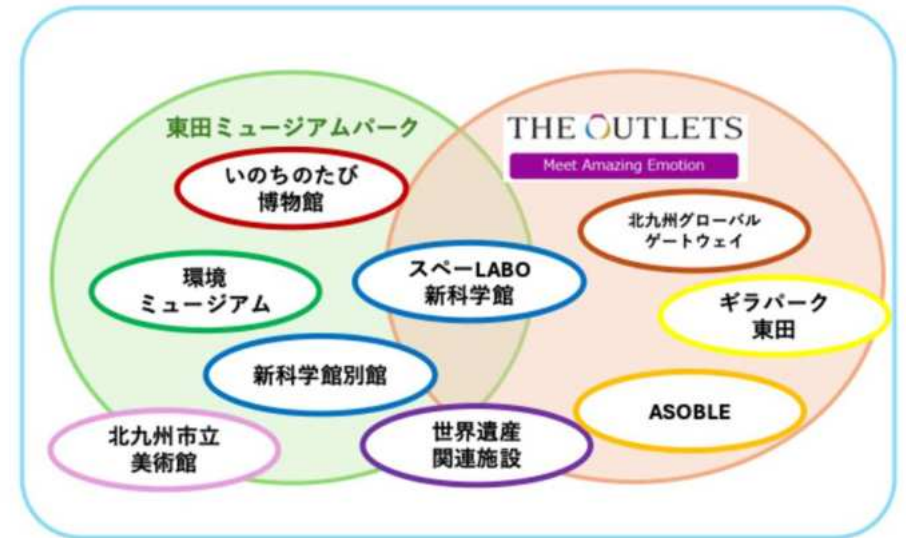 東田ミュージアムパーク
THE OUTLETS
Meet Amazing Emotion
いのちのたび
博物館
北九州グローバル
ゲートウェイ
環境
ミュージアム
スペーLABO
新科学館
ギラパーク
東田
新科学館別館
ASOBLE
北九州市立
美術館
世界遺産
関連施設